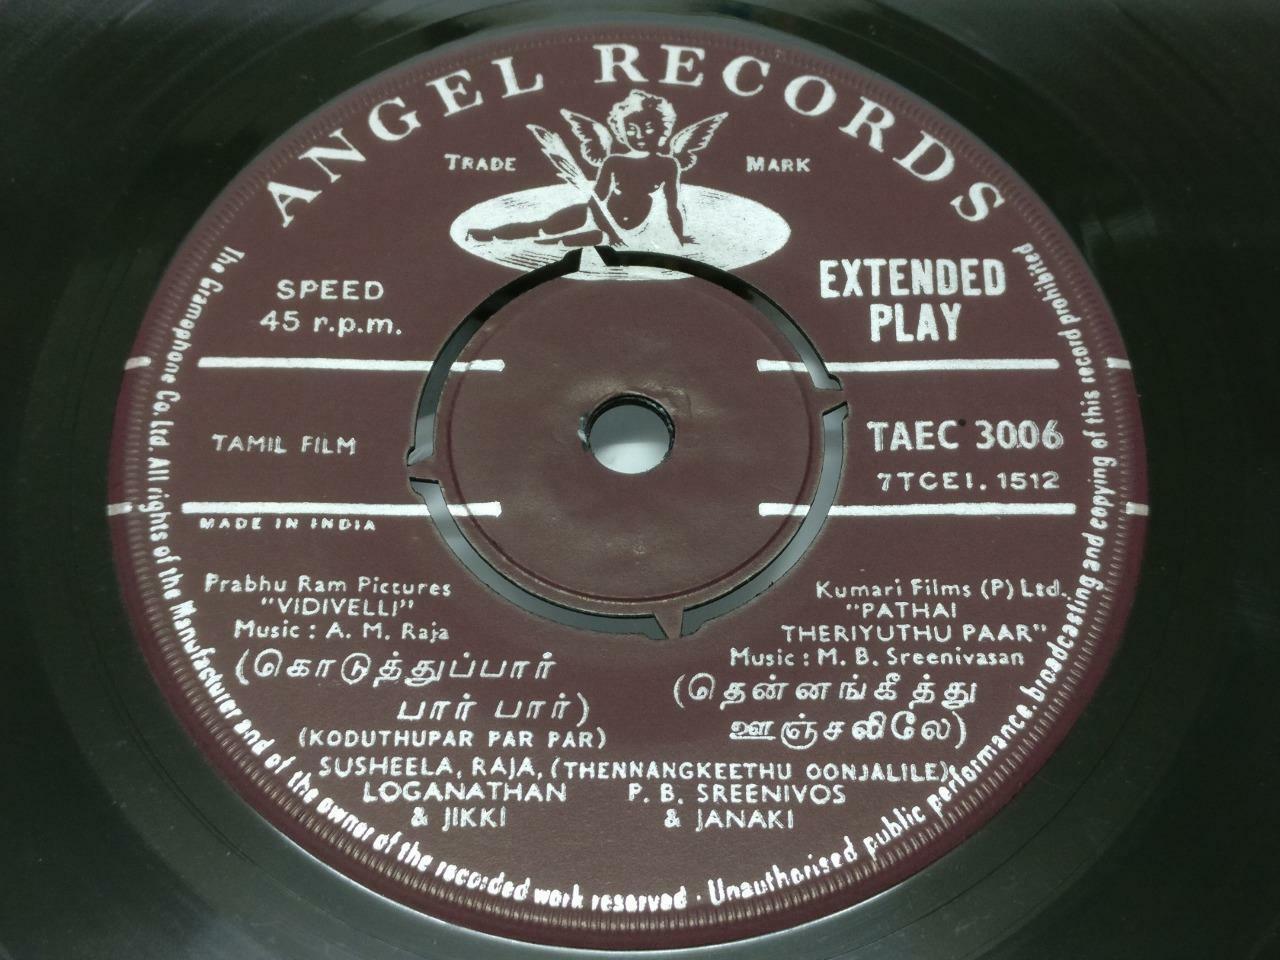 ANGEL RECORDS
TRADE MARK
SPEED
45 r.p.m.
EXTENDED
PLAY
TAMIL FILM
TAEC 3006
7TCEI. 1512
MADE IN INDIA
Prabhu Ram Pictures
"VIDIVELLI"
Music : A. M. Raja
(கொடுத்துப்பார்
பார் பார்)
(KODUTHUPAR PAR PAR)
SUSHEELA, RAJA,
LOGANATHAN
& JIKKI
Kumari Films (P) Ltd.
"PATHAI
THERIYUTHU PAAR"
Music : M. B. Sreenivasan
(தென்னங்கீத்து
ஊஞ்சலிலே)
(THENNANGKEETHU OONJALILE)
P. B. SREENIVOS
& JANAKI
The Gramophone Co. Ltd. All rights of the Manufacturer and of the owner of the recorded work reserved · Unauthorised public performance, broadcasting and copying of this record prohibited